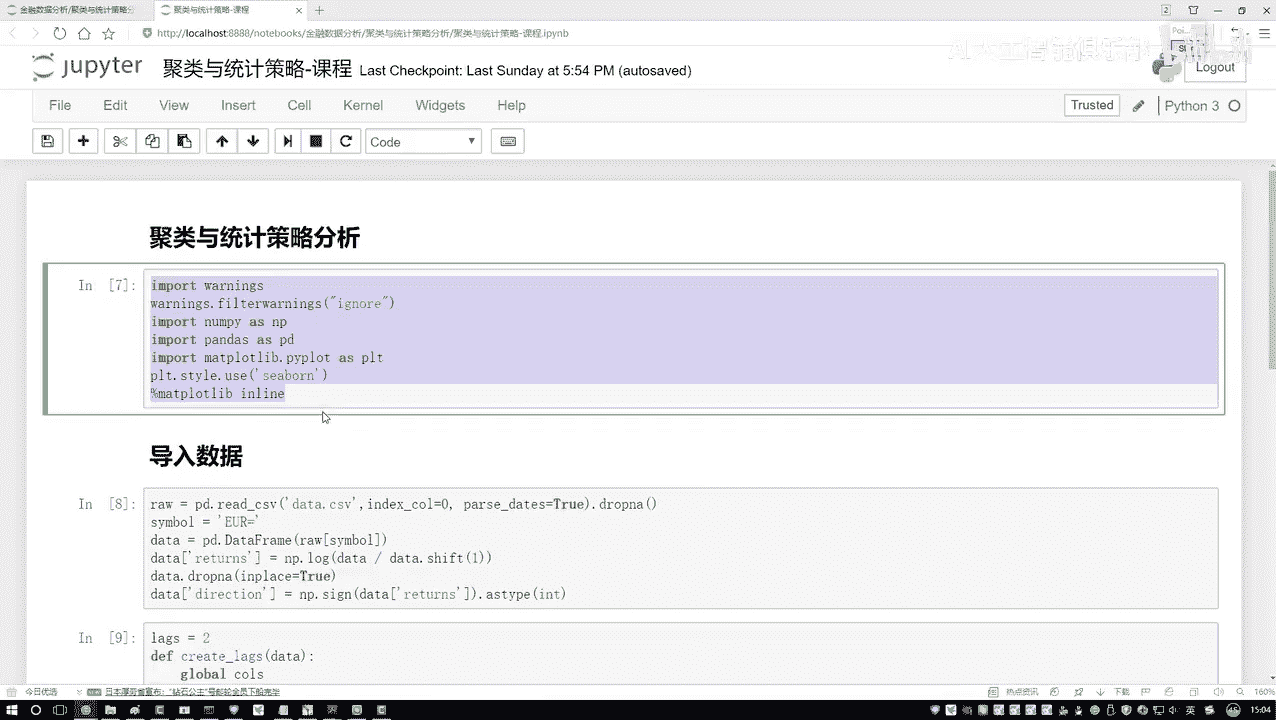 金融数据分析/聚类与统计策略分
聚类与统计策略-课程
http://localhost:8888/notebooks/金融数据分析/聚类与统计策略分析/聚类与统计策略-课程.ipynb
jupyter 聚类与统计策略-课程 Last Checkpoint: Last Sunday at 5:54 PM (autosaved)
Logout
File Edit View Insert Cell Kernel Widgets Help
Trusted Python 3
Code
聚类与统计策略分析
In [7]:
import warnings
warnings.filterwarnings("ignore")
import numpy as np
import pandas as pd
import matplotlib.pyplot as plt
plt.style.use('seaborn')
%matplotlib inline
导入数据
In [8]:
raw = pd.read_csv('data.csv',index_col=0, parse_dates=True).dropna()
symbol = 'EUR='
data = pd.DataFrame(raw[symbol])
data['returns'] = np.log(data / data.shift(1))
data.dropna(inplace=True)
data['direction'] = np.sign(data['returns']).astype(int)
In [9]:
lags = 2
def create_lags(data):
global cols
今日优选
热点资讯
下载
160%
英
15:04